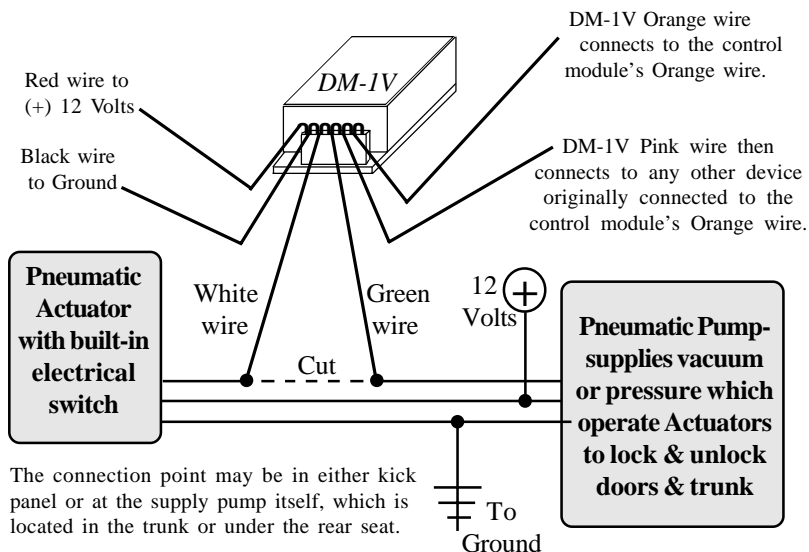 DM-1V Orange wire
connects to the control
module's Orange wire.
DM-1V
Red wire to
(+) 12 Volts
Black wire
to Ground
DM-1V Pink wire then
connects to any other device
originally connected to the
control module's Orange wire.
Pneumatic
Actuator
with built-in
electrical
switch
White
wire
Green
wire
12
Volts
Cut
Pneumatic Pump-
supplies vacuum
or pressure which
operate Actuators
to lock & unlock
doors & trunk
The connection point may be in either kick
panel or at the supply pump itself, which is
located in the trunk or under the rear seat.
To
Ground